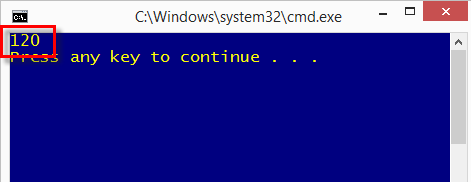 C:\Windows\system32\cmd.exe
120
Press any key to continue . . .